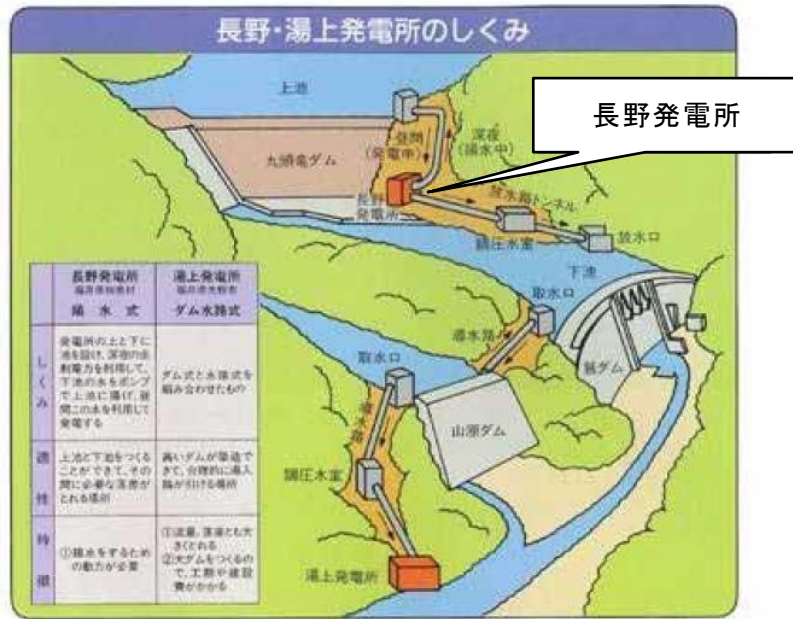 長野・湯上発電所のしくみ
上池
長野発電所
昼間
(発電中)
深夜
(揚水中)
九頭竜ダム
長野
発電所
放水路トンネル
調圧水室
放水口
下池
取水口
導水路
鷲ダム
取水口
導水路
山原ダム
調圧水室
湯上発電所
長野発電所
湯上発電所
揚水式
ダム水路式
しくみ
発電所の上と下に
池を設け、深夜の余
剰電力を利用して、
下池の水をポンプ
で上池に揚げ、昼
間この水を利用して
発電する
ダム式と水路式を
組み合わせたもの
適性
上池と下池をつくる
ことができて、その
間に必要な落差が
とれる場所
高いダムが築造で
きて、合理的に導入
路が引ける場所
特徴
①揚水をするため
の動力が必要
①流量、落差とも大
きくとれる
②大ダムをつくるの
で、工期や建設
費がかかる